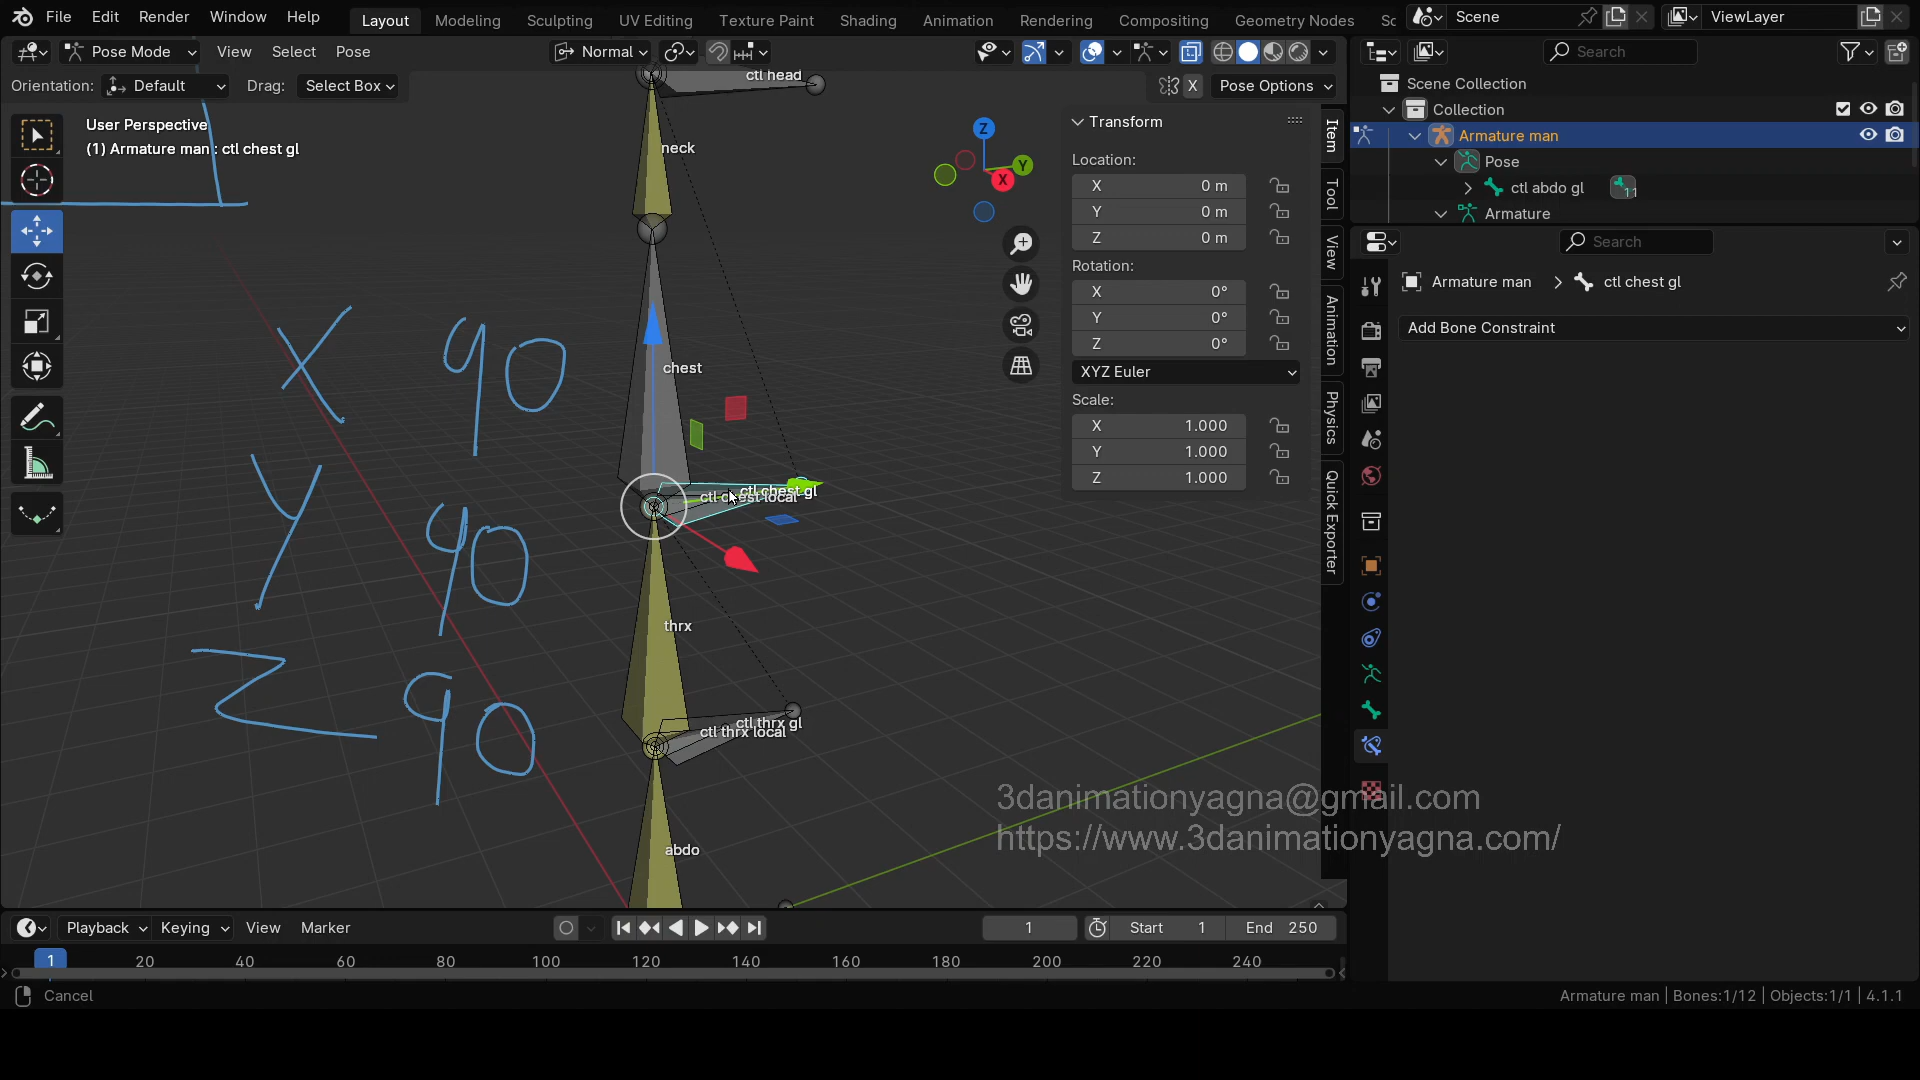 File Edit Render Window Help Layout Modeling Sculpting UV Editing Texture Paint Shading Animation Rendering Compositing Geometry Nodes Sc Scene ViewLayer
Pose Mode View Select Pose Normal Search
Orientation: Default Drag: Select Box X Pose Options
Scene Collection
Collection
Armature man
Pose
ctl abdo gl 11
Armature
Search
Armature man ctl chest gl
Add Bone Constraint
User Perspective
(1) Armature man : ctl chest gl
ctl head
neck
chest
ctl chest gl
ctl chest local
thrx
ctl thrx gl
ctl thrx local
abdo
Z
Y
X
Transform
Location:
X 0 m
Y 0 m
Z 0 m
Rotation:
X 0°
Y 0°
Z 0°
XYZ Euler
Scale:
X 1.000
Y 1.000
Z 1.000
Item
Tool
View
Animation
Physics
Quick Exporter
X 90
Y 90
Z 90
3danimationyagna@gmail.com
https://www.3danimationyagna.com/
Playback Keying View Marker 1 Start 1 End 250
1 20 40 60 80 100 120 140 160 180 200 220 240
Cancel Armature man | Bones:1/12 | Objects:1/1 | 4.1.1